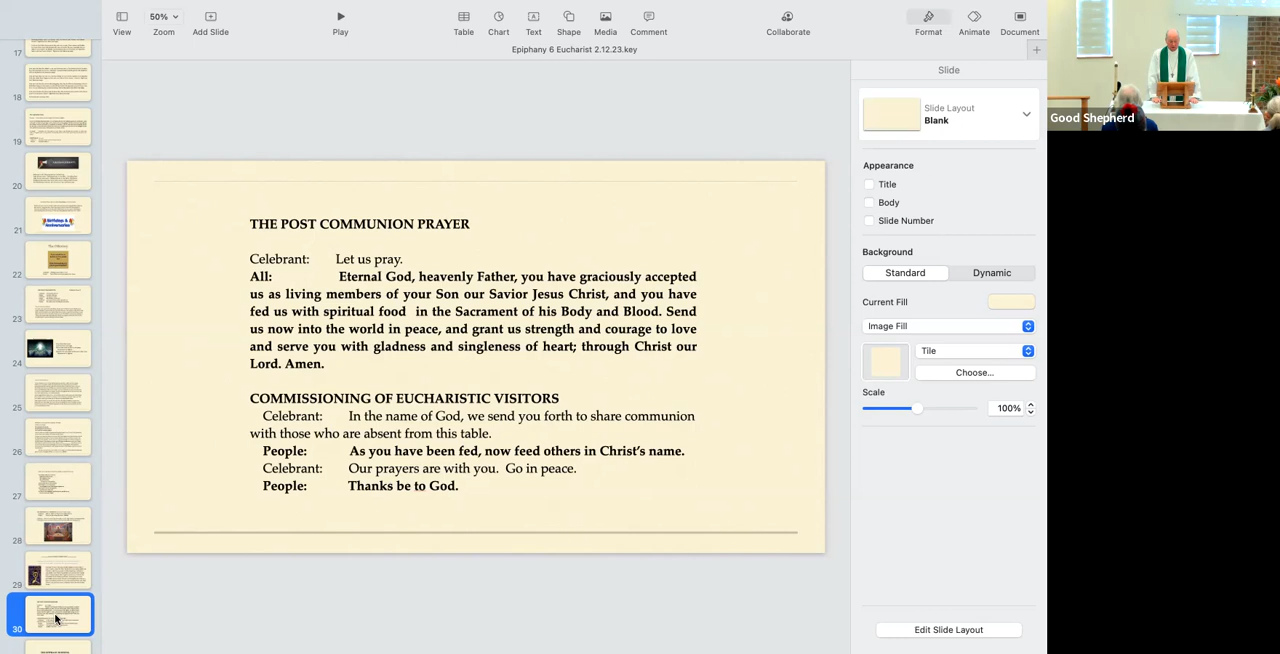 50%
View
Zoom
Add Slide
Play
Table
Chart
Text
Shape
Media
Comment
Collaborate
Format
Animate
Document
Epiphany 6 Eucharist 2.12.23.key
17
18
19
20
21
22
23
24
25
26
27
28
29
30
THE POST COMMUNION PRAYER
Celebrant: Let us pray.
All: Eternal God, heavenly Father, you have graciously accepted
us as living members of your Son our Savior Jesus Christ, and you have
fed us with spiritual food in the Sacrament of his Body and Blood. Send
us now into the world in peace, and grant us strength and courage to love
and serve you with gladness and singleness of heart; through Christ our
Lord. Amen.
COMMISSIONING OF EUCHARISTIC VISITORS
Celebrant: In the name of God, we send you forth to share communion
with those who are absent from this table.
People: As you have been fed, now feed others in Christ's name.
Celebrant: Our prayers are with you. Go in peace.
People: Thanks be to God.
Slide
Slide Layout
Blank
Appearance
Title
Body
Slide Number
Background
Standard
Dynamic
Current Fill
Image Fill
Tile
Choose...
Scale
100%
Edit Slide Layout
Good Shepherd